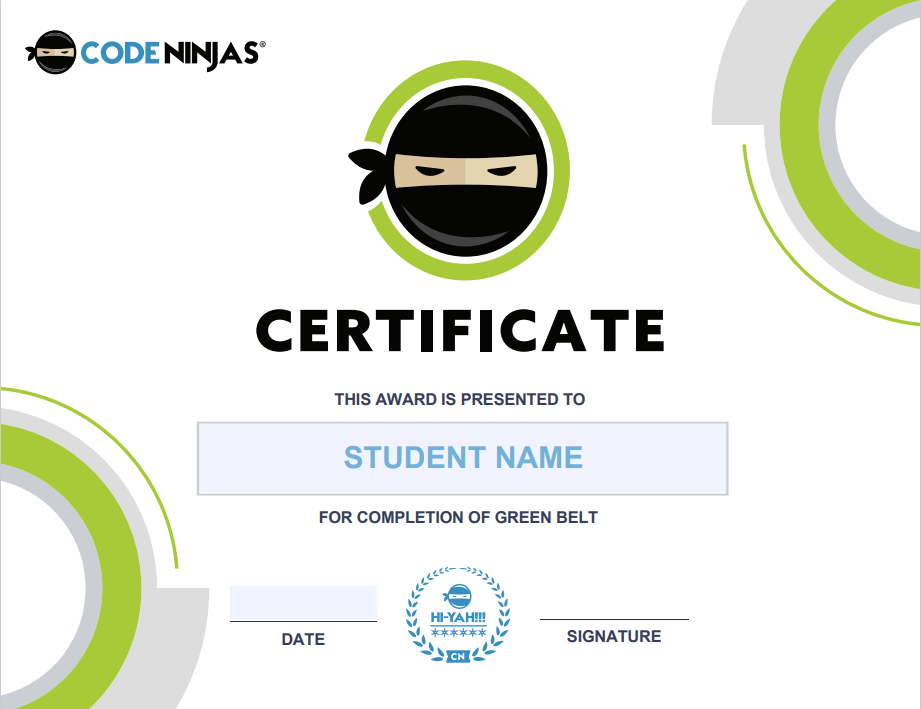 CODE NINJAS®
CERTIFICATE
THIS AWARD IS PRESENTED TO
STUDENT NAME
FOR COMPLETION OF GREEN BELT
HI-YAH!!!
CN
DATE
SIGNATURE